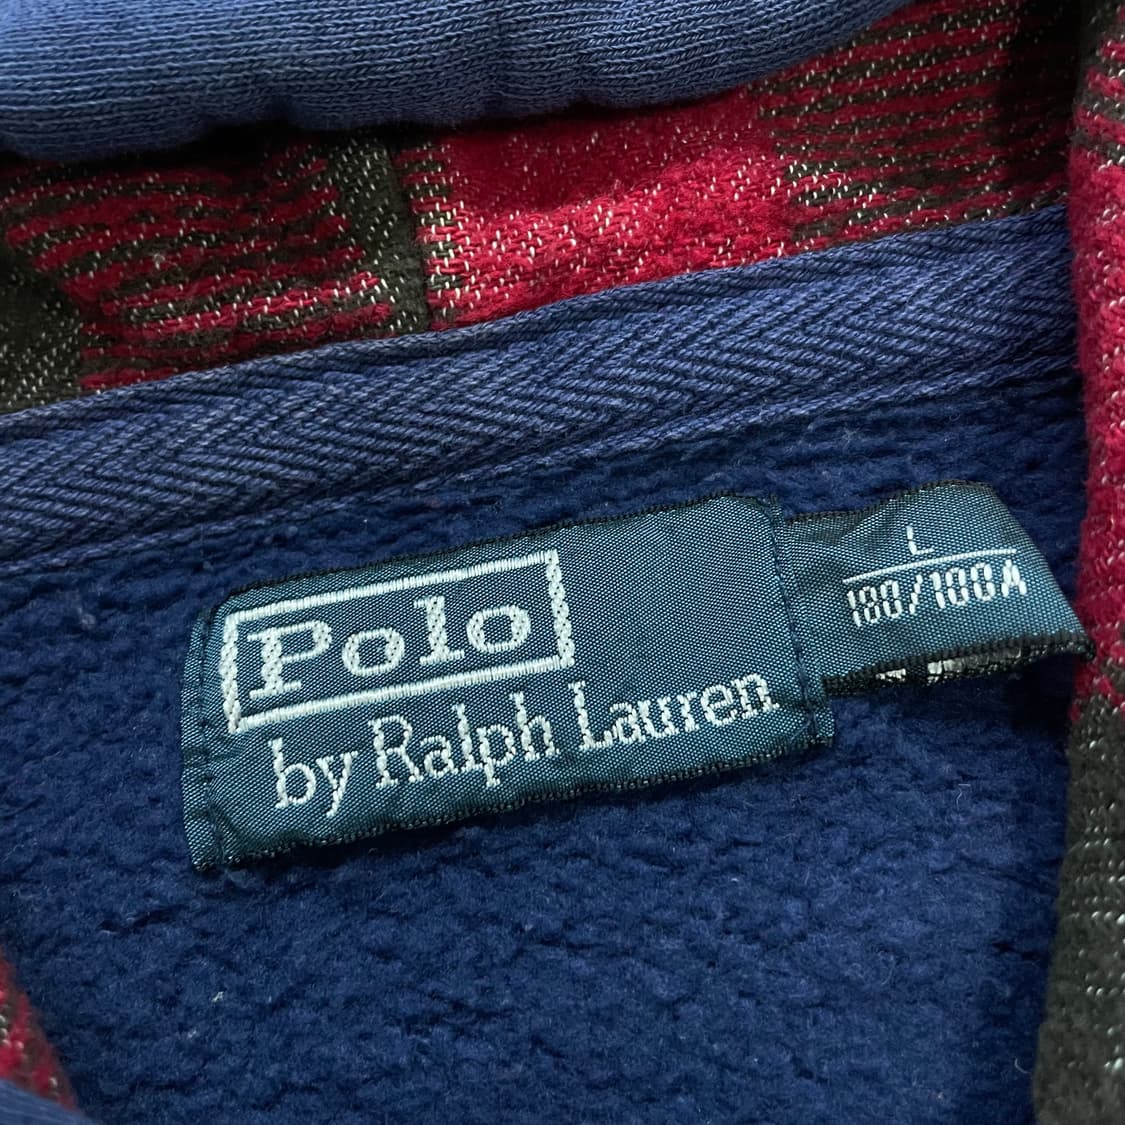 Polo
by Ralph Lauren
L
180/100A